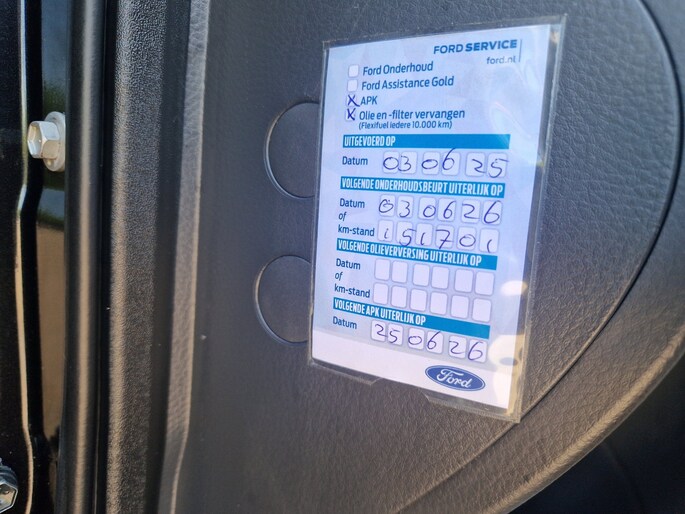 FORD SERVICE
ford.nl
Ford Onderhoud
Ford Assistance Gold
X APK
X Olie en -filter vervangen
(Flexifuel iedere 10.000 km)
UITGEVOERD OP
Datum 03 06 25
VOLGENDE ONDERHOUDSBEURT UITERLIJK OP
Datum 03 06 26
of
km-stand 151701
VOLGENDE OLIEVERVERSING UITERLIJK OP
Datum
of
km-stand
VOLGENDE APK UITERLIJK OP
Datum 25 06 26
Ford